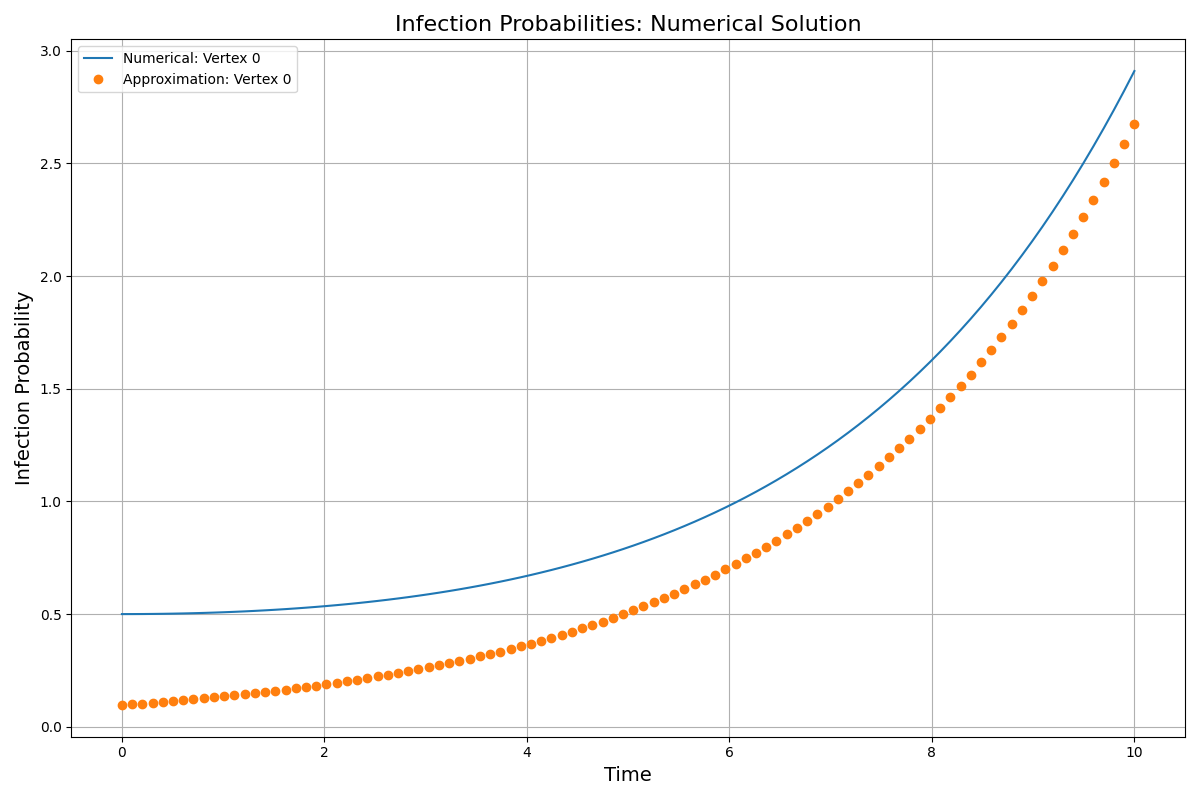 Infection Probabilities: Numerical Solution
Numerical: Vertex 0
Approximation: Vertex 0
Infection Probability
3.0
2.5
2.0
1.5
1.0
0.5
0.0
0 2 4 6 8 10
Time